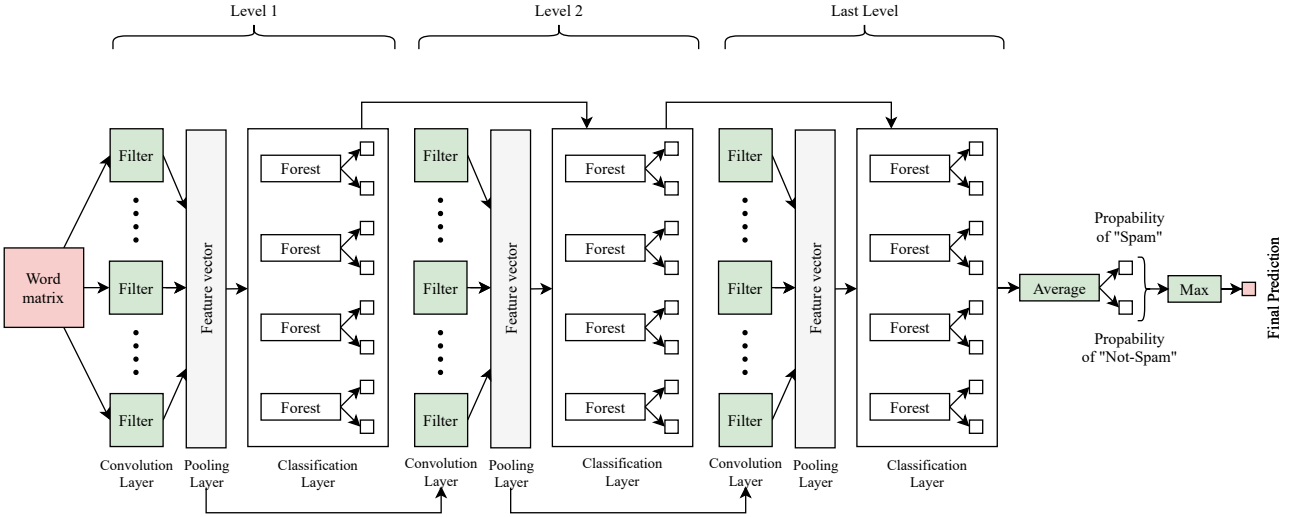 Level 1
Level 2
Last Level
Word
matrix
Filter
Filter
Filter
Feature vector
Forest
Forest
Forest
Forest
Convolution
Layer
Pooling
Layer
Classification
Layer
Filter
Filter
Filter
Feature vector
Forest
Forest
Forest
Forest
Convolution
Layer
Pooling
Layer
Classification
Layer
Filter
Filter
Filter
Feature vector
Forest
Forest
Forest
Forest
Convolution
Layer
Pooling
Layer
Classification
Layer
Average
Propability
of "Spam"
Propability
of "Not-Spam"
Max
Final Prediction